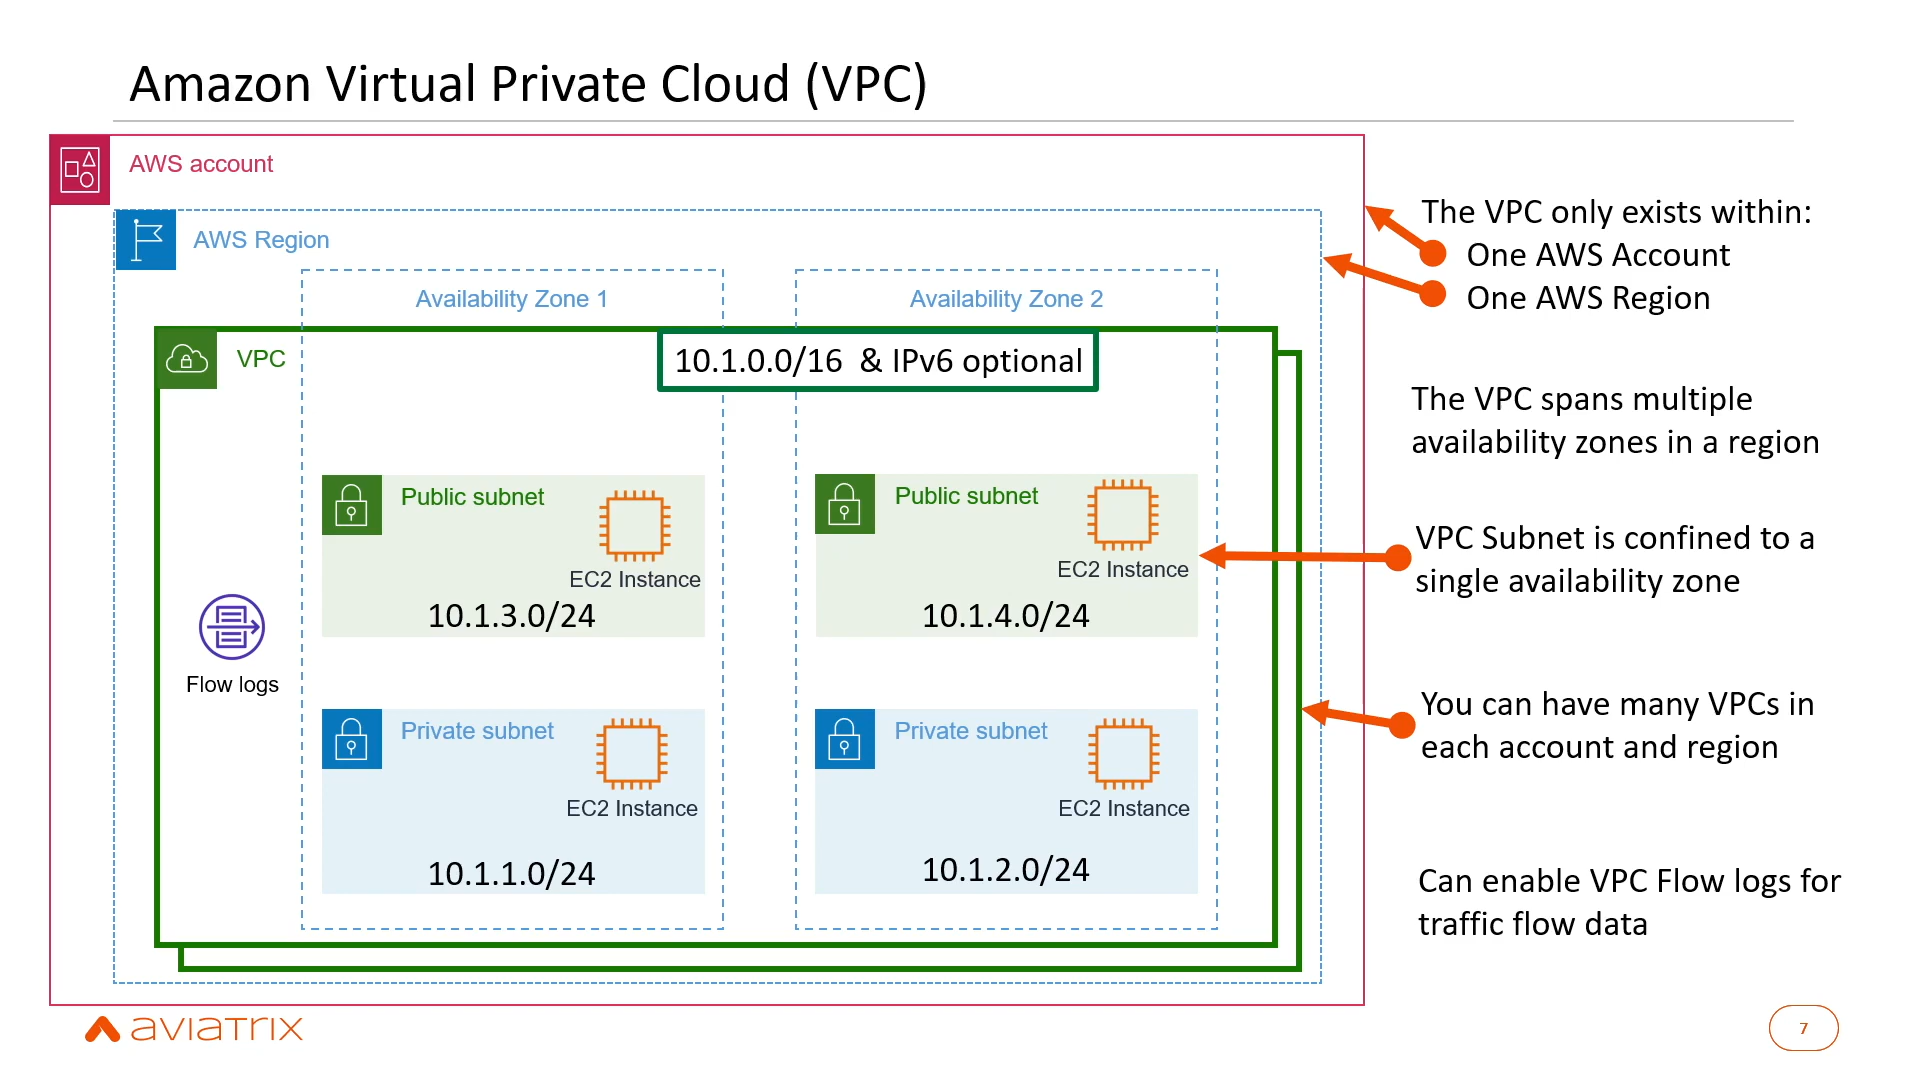 Amazon Virtual Private Cloud (VPC)
AWS account
AWS Region
Availability Zone 1
Availability Zone 2
VPC
10.1.0.0/16 & IPv6 optional
Public subnet
EC2 Instance
10.1.3.0/24
Public subnet
EC2 Instance
10.1.4.0/24
Flow logs
Private subnet
EC2 Instance
10.1.1.0/24
Private subnet
EC2 Instance
10.1.2.0/24
The VPC only exists within:
One AWS Account
One AWS Region
The VPC spans multiple
availability zones in a region
VPC Subnet is confined to a
single availability zone
You can have many VPCs in
each account and region
Can enable VPC Flow logs for
traffic flow data
aviatrix
7